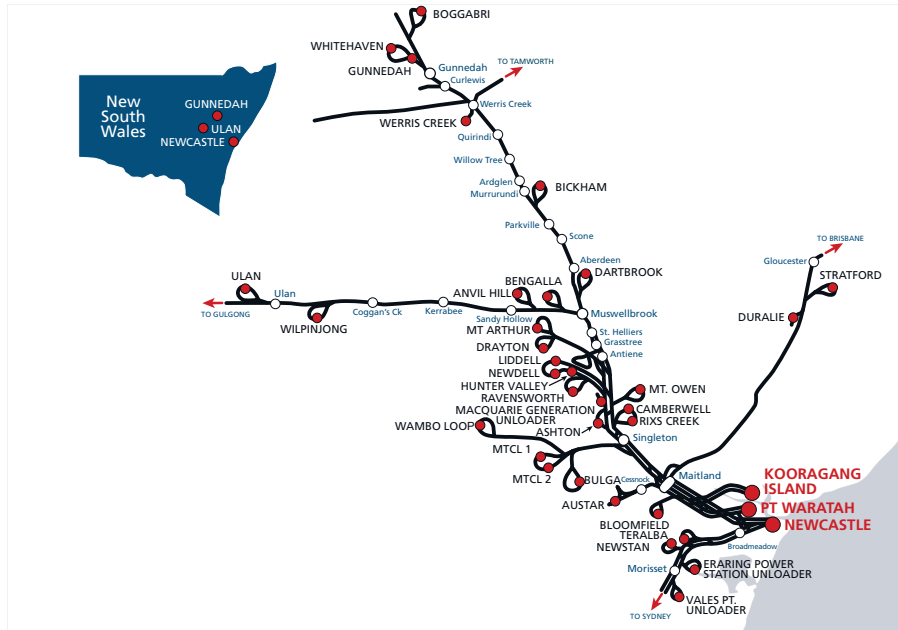 BOGGABRI
WHITEHAVEN
GUNNEDAH
Gunnedah
Curlewis
TO TAMWORTH
Werris Creek
WERRIS CREEK
New
South
Wales
GUNNEDAH
ULAN
NEWCASTLE
Quirindi
Willow Tree
Ardglen
Murrurundi
BICKHAM
Parkville
Scone
Aberdeen
DARTBROOK
TO BRISBANE
Gloucester
STRATFORD
DURALIE
ULAN
Ulan
TO GULGONG
WILPINJONG
Coggan's Ck
Kerrabee
ANVIL HILL
BENGALLA
Sandy Hollow
Muswellbrook
MT ARTHUR
St. Helliers
Grasstree
Antiene
DRAYTON
LIDDELL
NEWDELL
HUNTER VALLEY
RAVENSWORTH
MACQUARIE GENERATION
UNLOADER
MT. OWEN
CAMBERWELL
RIXS CREEK
ASHTON
WAMBO LOOP
Singleton
MTCL 1
MTCL 2
BULGA
Cessnock
Maitland
AUSTAR
KOORAGANG
ISLAND
PT WARATAH
NEWCASTLE
BLOOMFIELD
TERALBA
NEWSTAN
Broadmeadow
Morisset
ERARING POWER
STATION UNLOADER
VALES PT.
UNLOADER
TO SYDNEY